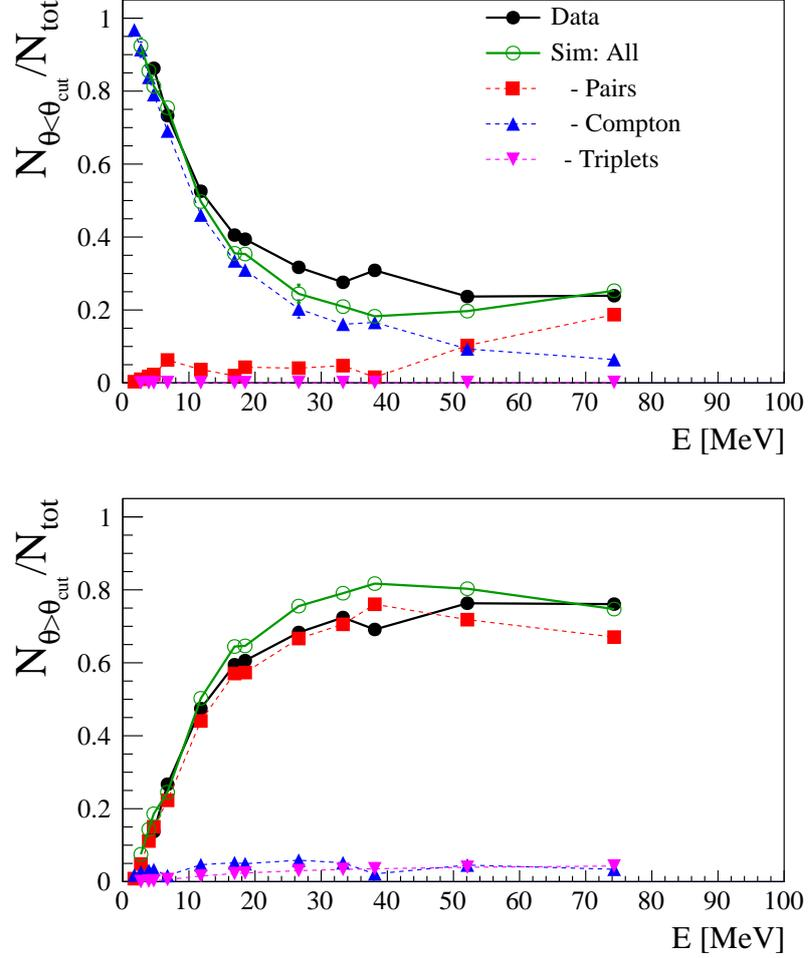 N_θ<θ_cut/N_tot
1
0.8
0.6
0.4
0.2
0
Data
Sim: All
- Pairs
- Compton
- Triplets
0 10 20 30 40 50 60 70 80 90 100
E [MeV]
N_θ>θ_cut/N_tot
1
0.8
0.6
0.4
0.2
0
0 10 20 30 40 50 60 70 80 90 100
E [MeV]